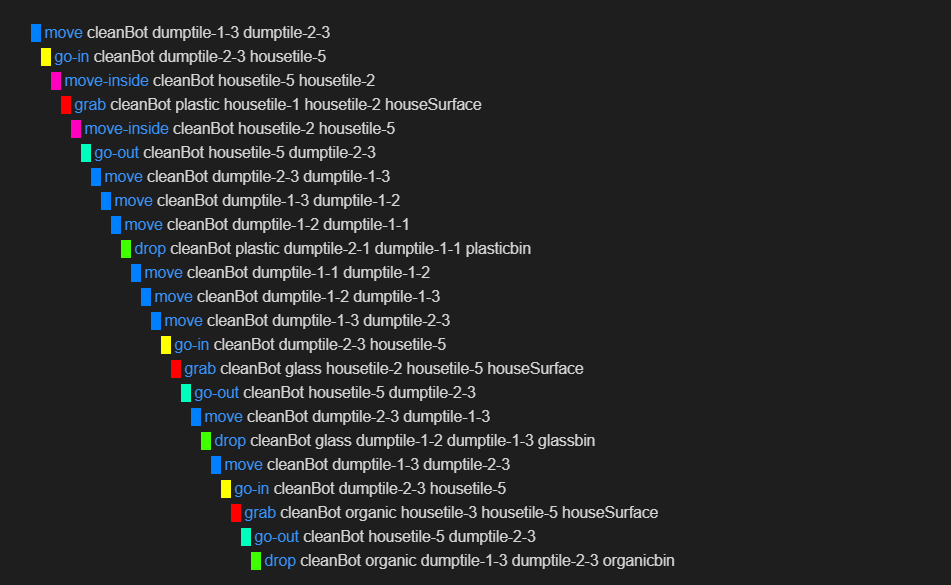 move cleanBot dumptile-1-3 dumptile-2-3
go-in cleanBot dumptile-2-3 housetile-5
move-inside cleanBot housetile-5 housetile-2
grab cleanBot plastic housetile-1 housetile-2 houseSurface
move-inside cleanBot housetile-2 housetile-5
go-out cleanBot housetile-5 dumptile-2-3
move cleanBot dumptile-2-3 dumptile-1-3
move cleanBot dumptile-1-3 dumptile-1-2
move cleanBot dumptile-1-2 dumptile-1-1
drop cleanBot plastic dumptile-2-1 dumptile-1-1 plasticbin
move cleanBot dumptile-1-1 dumptile-1-2
move cleanBot dumptile-1-2 dumptile-1-3
move cleanBot dumptile-1-3 dumptile-2-3
go-in cleanBot dumptile-2-3 housetile-5
grab cleanBot glass housetile-2 housetile-5 houseSurface
go-out cleanBot housetile-5 dumptile-2-3
move cleanBot dumptile-2-3 dumptile-1-3
drop cleanBot glass dumptile-1-2 dumptile-1-3 glassbin
move cleanBot dumptile-1-3 dumptile-2-3
go-in cleanBot dumptile-2-3 housetile-5
grab cleanBot organic housetile-3 housetile-5 houseSurface
go-out cleanBot housetile-5 dumptile-2-3
drop cleanBot organic dumptile-1-3 dumptile-2-3 organicbin